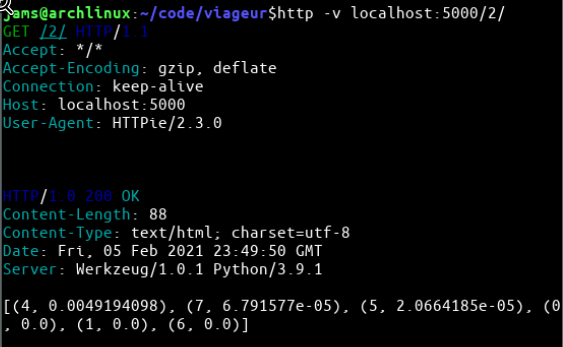 jams@archlinux:~/code/viageur$http -v localhost:5000/2/
GET /2/ HTTP/1.1
Accept: */*
Accept-Encoding: gzip, deflate
Connection: keep-alive
Host: localhost:5000
User-Agent: HTTPie/2.3.0
HTTP/1.0 200 OK
Content-Length: 88
Content-Type: text/html; charset=utf-8
Date: Fri, 05 Feb 2021 23:49:50 GMT
Server: Werkzeug/1.0.1 Python/3.9.1
[(4, 0.0049194098), (7, 6.791577e-05), (5, 2.0664185e-05), (0
, 0.0), (1, 0.0), (6, 0.0)]